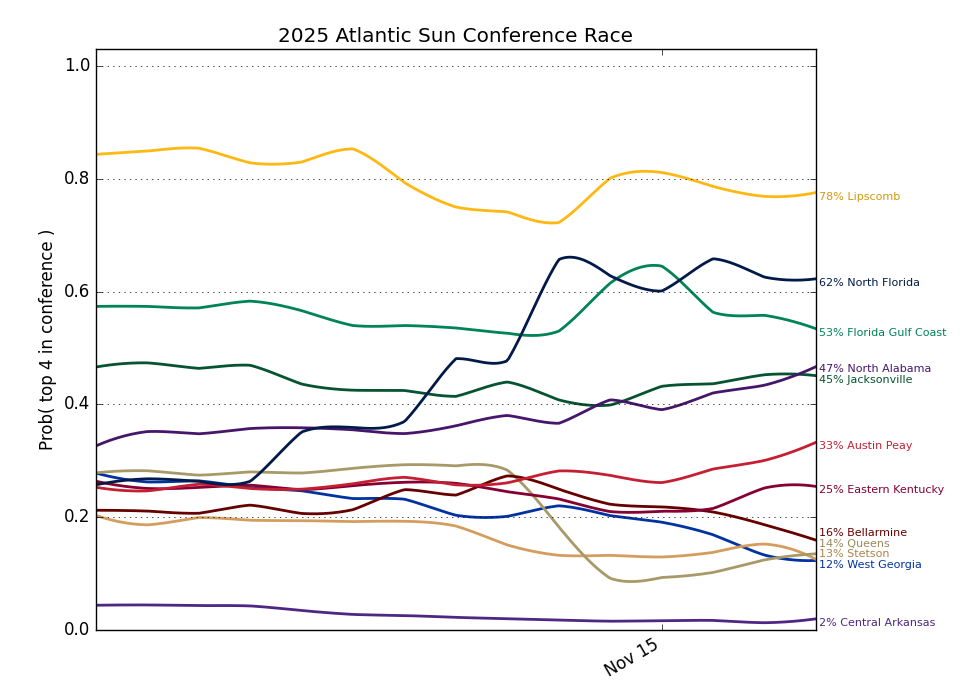 2025 Atlantic Sun Conference Race
Prob( top 4 in conference )
1.0
0.8
0.6
0.4
0.2
0.0
Nov 15
78% Lipscomb
62% North Florida
53% Florida Gulf Coast
47% North Alabama
45% Jacksonville
33% Austin Peay
25% Eastern Kentucky
16% Bellarmine
14% Queens
13% Stetson
12% West Georgia
2% Central Arkansas